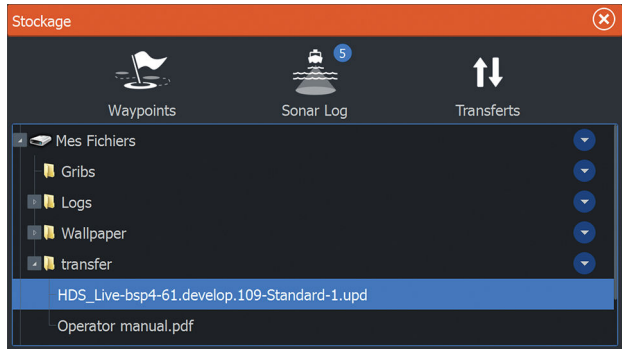 Stockage
5
Waypoints Sonar Log Transferts
Mes Fichiers
Gribs
Logs
Wallpaper
transfer
HDS_Live-bsp4-61.develop.109-Standard-1.upd
Operator manual.pdf